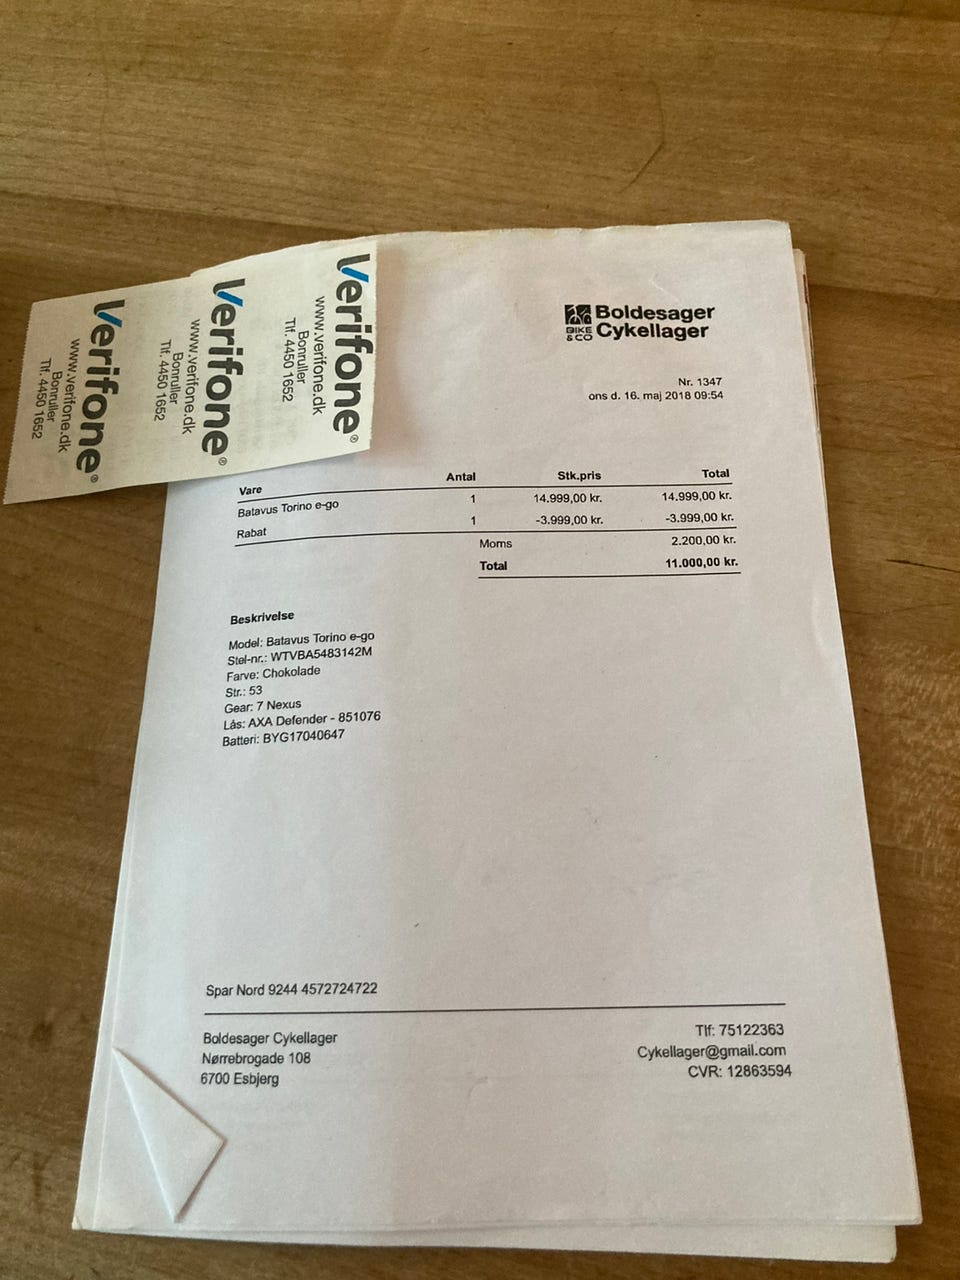 Verifone®
www.verifone.dk
Bonruller
Tlf. 4450 1652
Verifone®
www.verifone.dk
Bonruller
Tlf. 4450 1652
Verifone®
www.verifone.dk
Bonruller
Tlf. 4450 1652
BIKE & CO
Boldesager
Cykellager
Nr. 1347
ons d. 16. maj 2018 09:54
Vare Antal Stk.pris Total
Batavus Torino e-go 1 14.999,00 kr. 14.999,00 kr.
Rabat 1 -3.999,00 kr. -3.999,00 kr.
Moms 2.200,00 kr.
Total 11.000,00 kr.
Beskrivelse
Model: Batavus Torino e-go
Stel-nr.: WTVBA5483142M
Farve: Chokolade
Str.: 53
Gear: 7 Nexus
Lås: AXA Defender - 851076
Batteri: BYG17040647
Spar Nord 9244 4572724722
Boldesager Cykellager
Nørrebrogade 108
6700 Esbjerg
Tlf: 75122363
Cykellager@gmail.com
CVR: 12863594